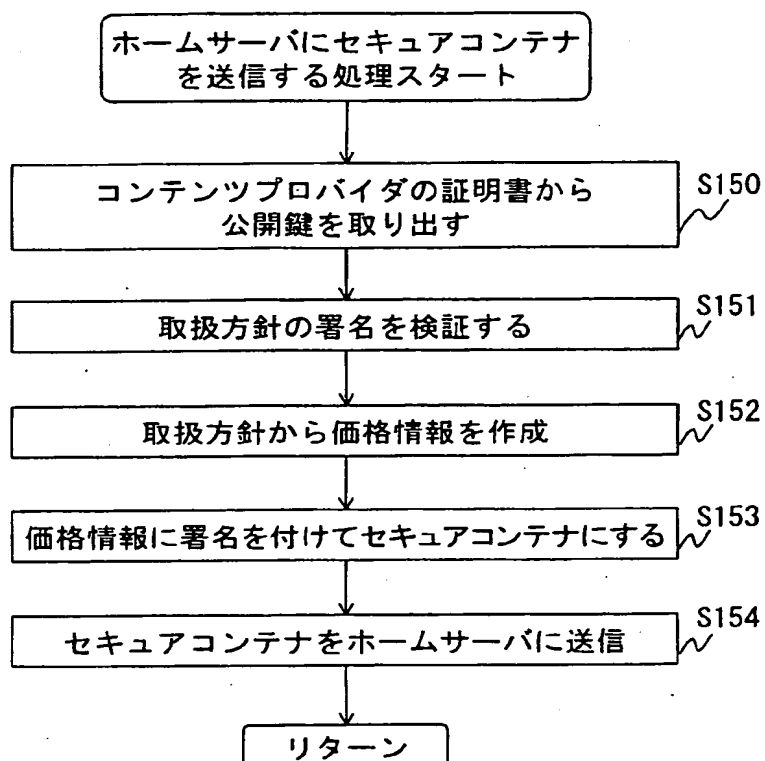 ホームサーバにセキュアコンテナ
を送信する処理スタート
コンテンツプロバイダの証明書から
公開鍵を取り出す
S150
取扱方針の署名を検証する
S151
取扱方針から価格情報を作成
S152
価格情報に署名を付けてセキュアコンテナにする
S153
セキュアコンテナをホームサーバに送信
S154
リターン